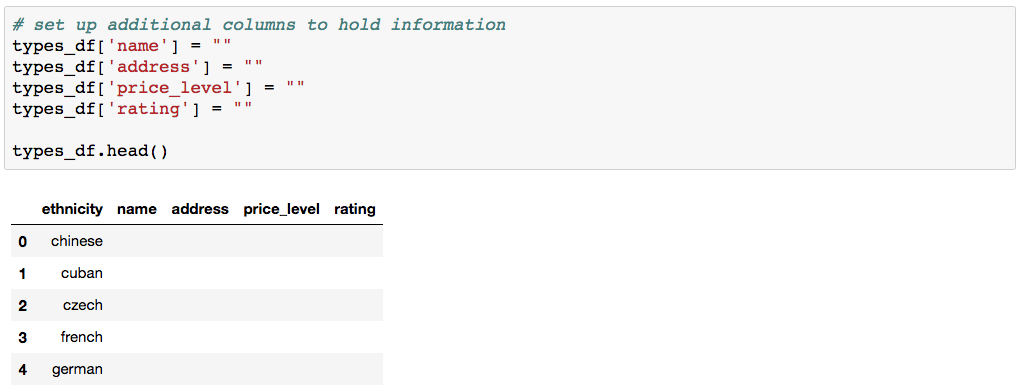 # set up additional columns to hold information
types_df['name'] = ""
types_df['address'] = ""
types_df['price_level'] = ""
types_df['rating'] = ""
types_df.head()
ethnicity name address price_level rating
0 chinese
1 cuban
2 czech
3 french
4 german